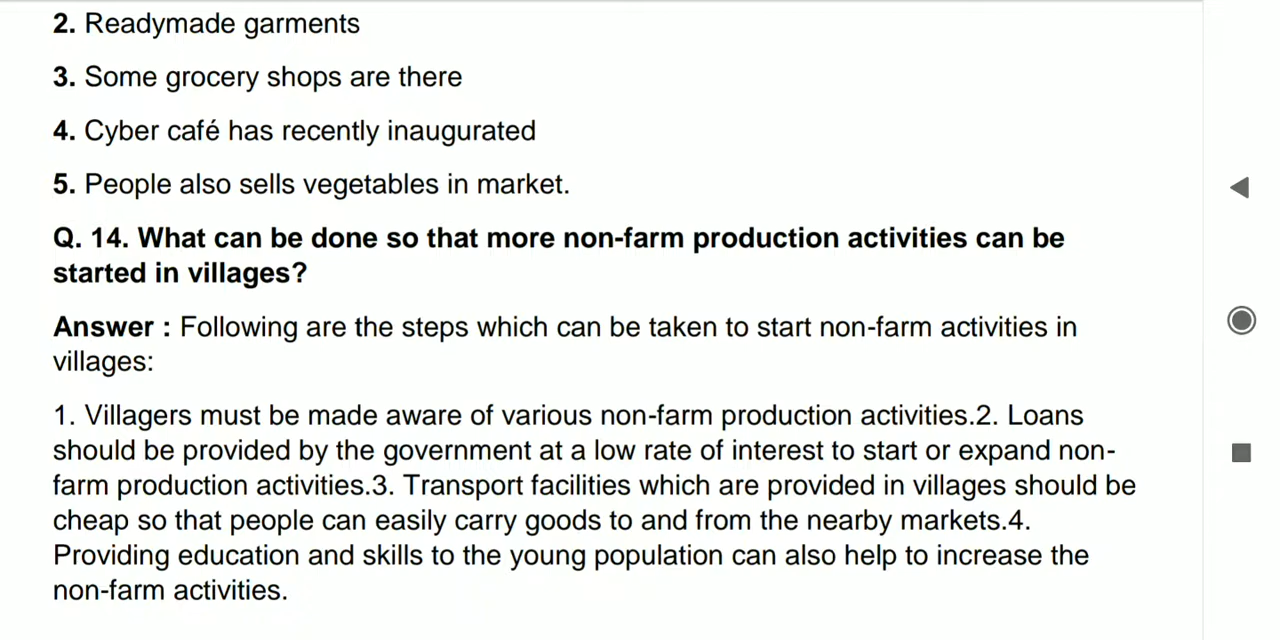 2. Readymade garments
3. Some grocery shops are there
4. Cyber café has recently inaugurated
5. People also sells vegetables in market.
Q. 14. What can be done so that more non-farm production activities can be
started in villages?
Answer : Following are the steps which can be taken to start non-farm activities in
villages:
1. Villagers must be made aware of various non-farm production activities.2. Loans
should be provided by the government at a low rate of interest to start or expand non-
farm production activities.3. Transport facilities which are provided in villages should be
cheap so that people can easily carry goods to and from the nearby markets.4.
Providing education and skills to the young population can also help to increase the
non-farm activities.